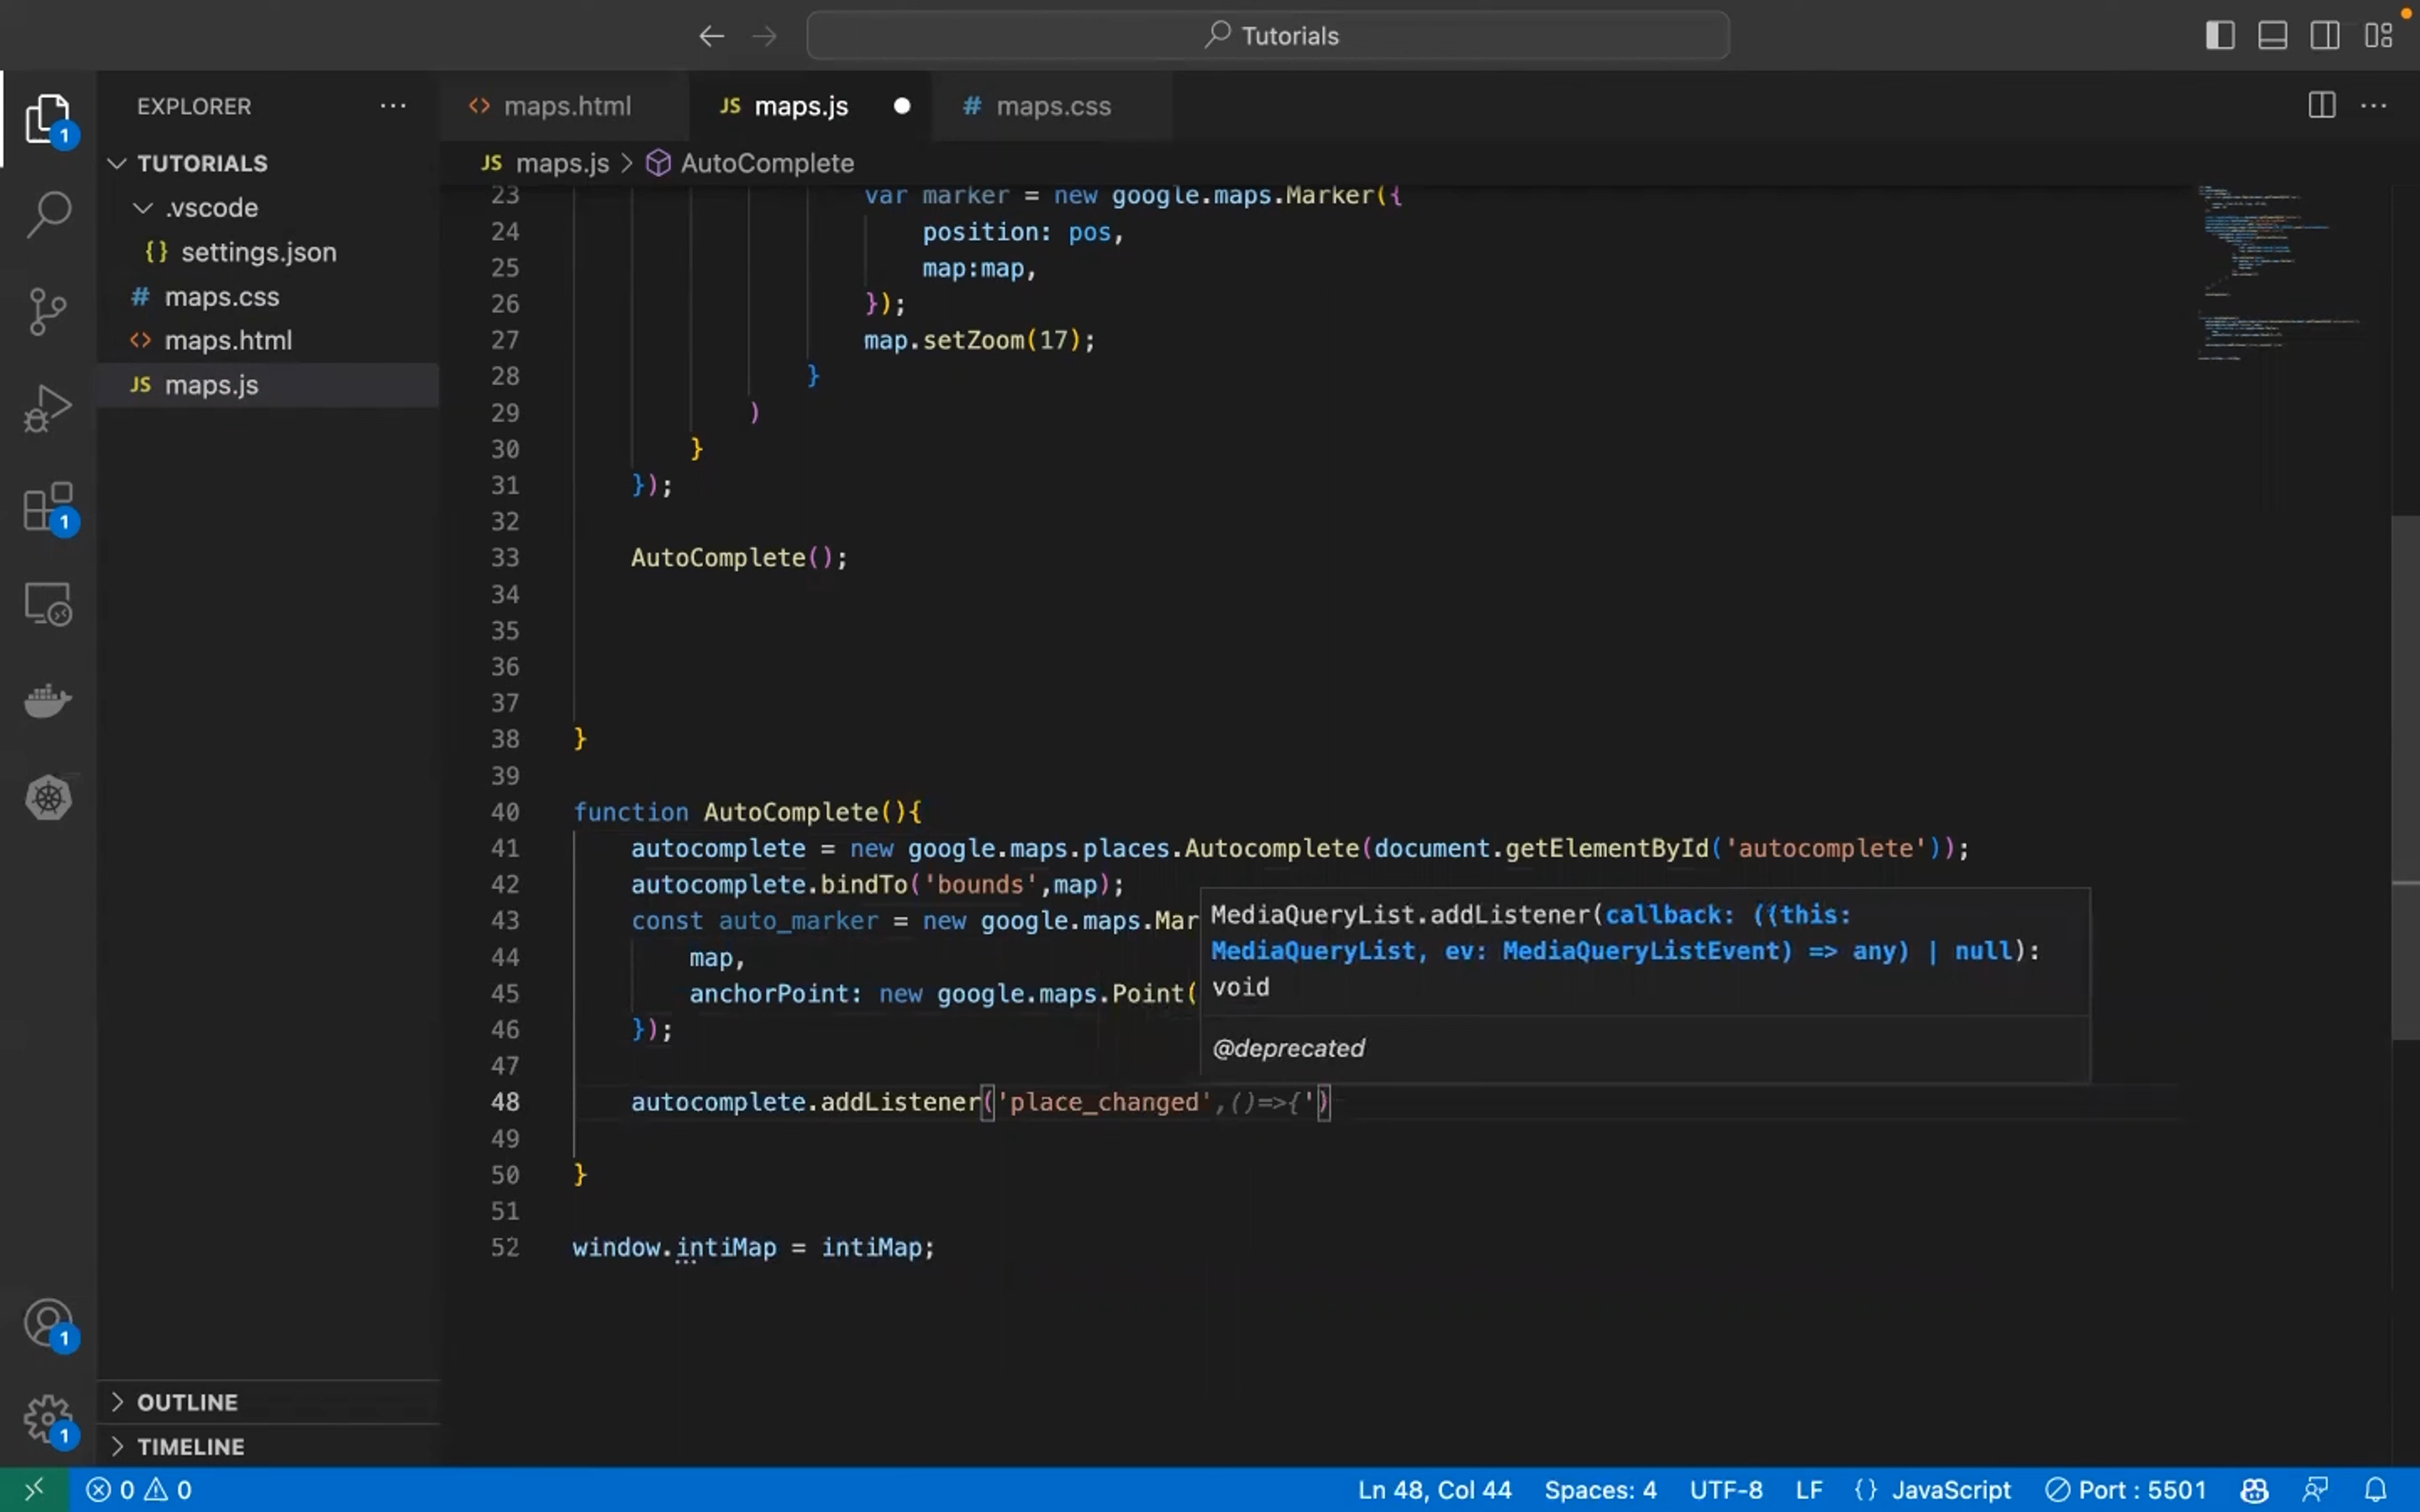 Tutorials
EXPLORER
TUTORIALS
.vscode
{} settings.json
# maps.css
<> maps.html
JS maps.js
OUTLINE
TIMELINE
<> maps.html
JS maps.js
# maps.css
JS maps.js > AutoComplete
23 var marker = new google.maps.Marker({
24 position: pos,
25 map:map,
26 });
27 map.setZoom(17);
28 }
29 )
30 }
31 });
32
33 AutoComplete();
34
35
36
37
38 }
39
40 function AutoComplete(){
41 autocomplete = new google.maps.places.Autocomplete(document.getElementById('autocomplete'));
42 autocomplete.bindTo('bounds',map);
43 const auto_marker = new google.maps.Mar
44 map,
45 anchorPoint: new google.maps.Point(
46 });
47
48 autocomplete.addListener('place_changed',()=>{')
49
50 }
51
52 window.intiMap = intiMap;
MediaQueryList.addListener(callback: ((this:
MediaQueryList, ev: MediaQueryListEvent) => any) | null):
void
@deprecated
1
1
1
1
0 0
Ln 48, Col 44
Spaces: 4
UTF-8
LF
{} JavaScript
Port : 5501